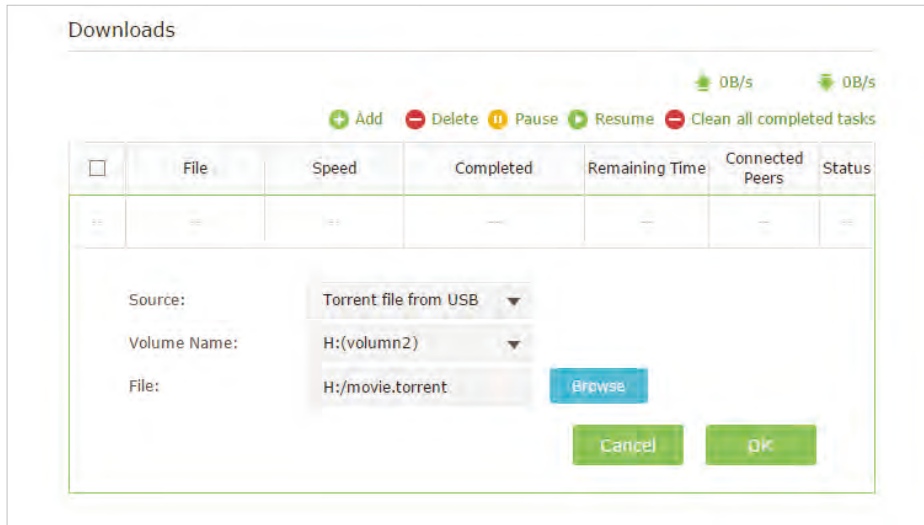 Downloads
0B/s 0B/s
Add Delete Pause Resume Clean all completed tasks
File Speed Completed Remaining Time Connected Peers Status
-- -- -- -- -- -- --
Source: Torrent file from USB
Volume Name: H:(volumn2)
File: H:/movie.torrent Browse
Cancel OK